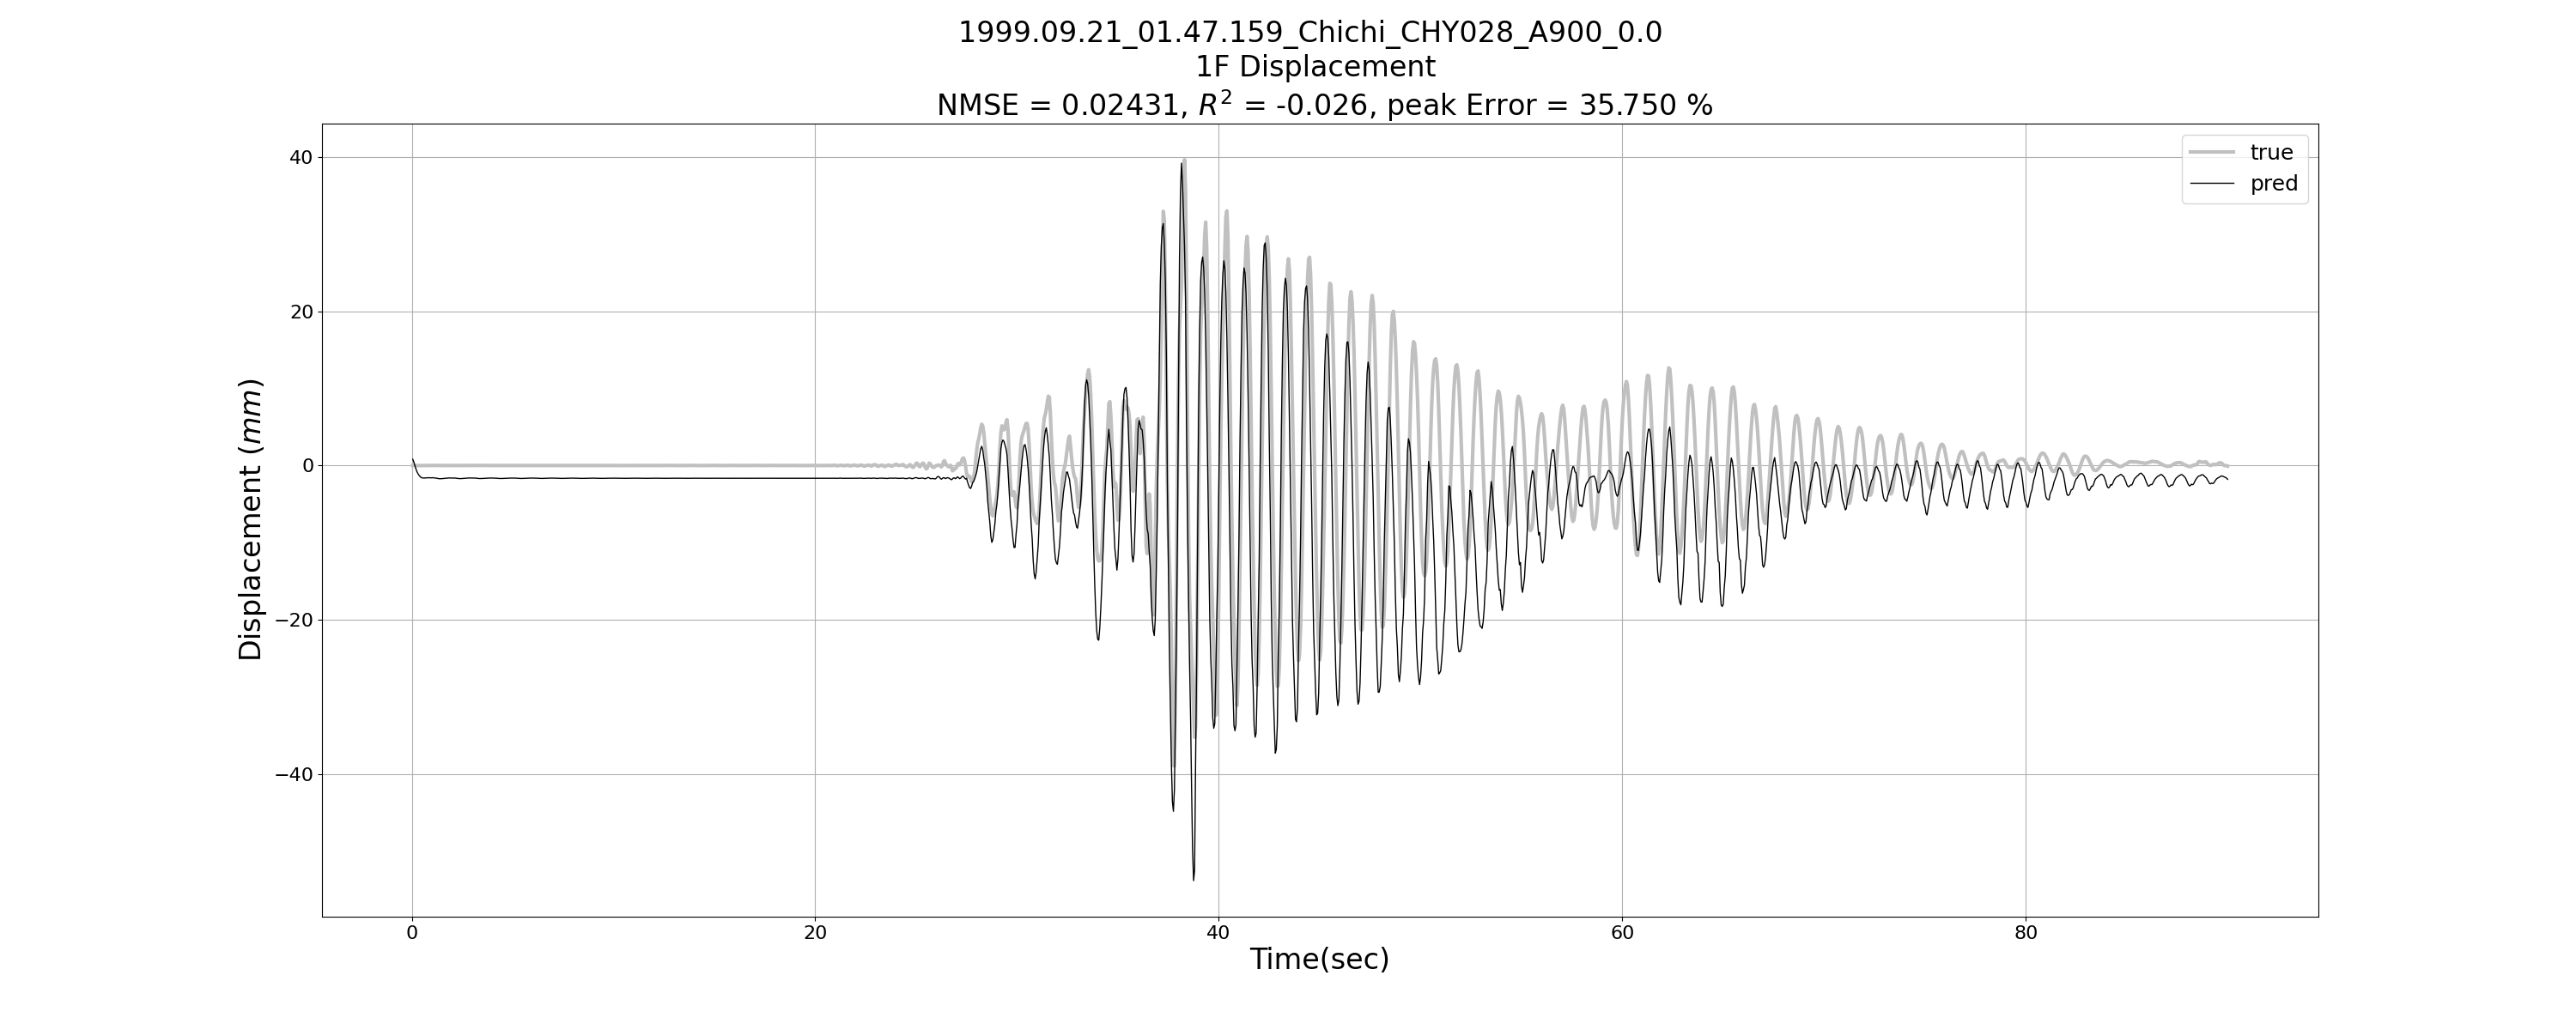 1999.09.21_01.47.159_Chichi_CHY028_A900_0.0
1F Displacement
NMSE = 0.02431, R² = -0.026, peak Error = 35.750 %
true
pred
40
20
0
−20
−40
Displacement (mm)
0 20 40 60 80
Time(sec)